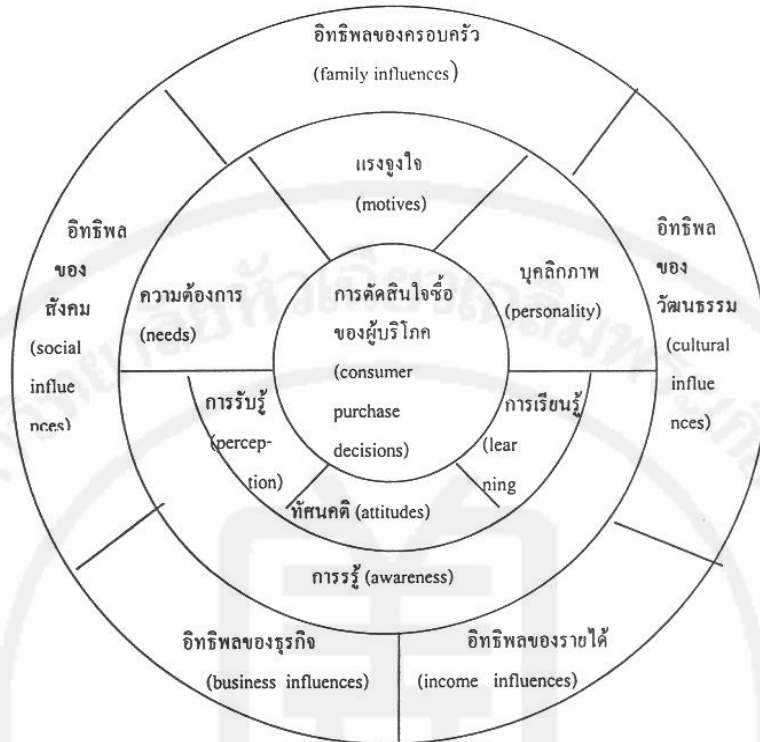 อิทธิพลของครอบครัว
(family influences)
แรงจูงใจ
(motives)
อิทธิพล
ของ
สังคม
(social
influe
nces)
ความต้องการ
(needs)
การตัดสินใจซื้อ
ของผู้บริโภค
(consumer
purchase
decisions)
บุคลิกภาพ
(personality)
อิทธิพล
ของ
วัฒนธรรม
(cultural
influe
nces)
การรับรู้
(percep-
tion)
การเรียนรู้
(lear
ning
ทัศนคติ (attitudes)
การรรู้ (awareness)
อิทธิพลของธุรกิจ
(business influences)
อิทธิพลของรายได้
(income influences)